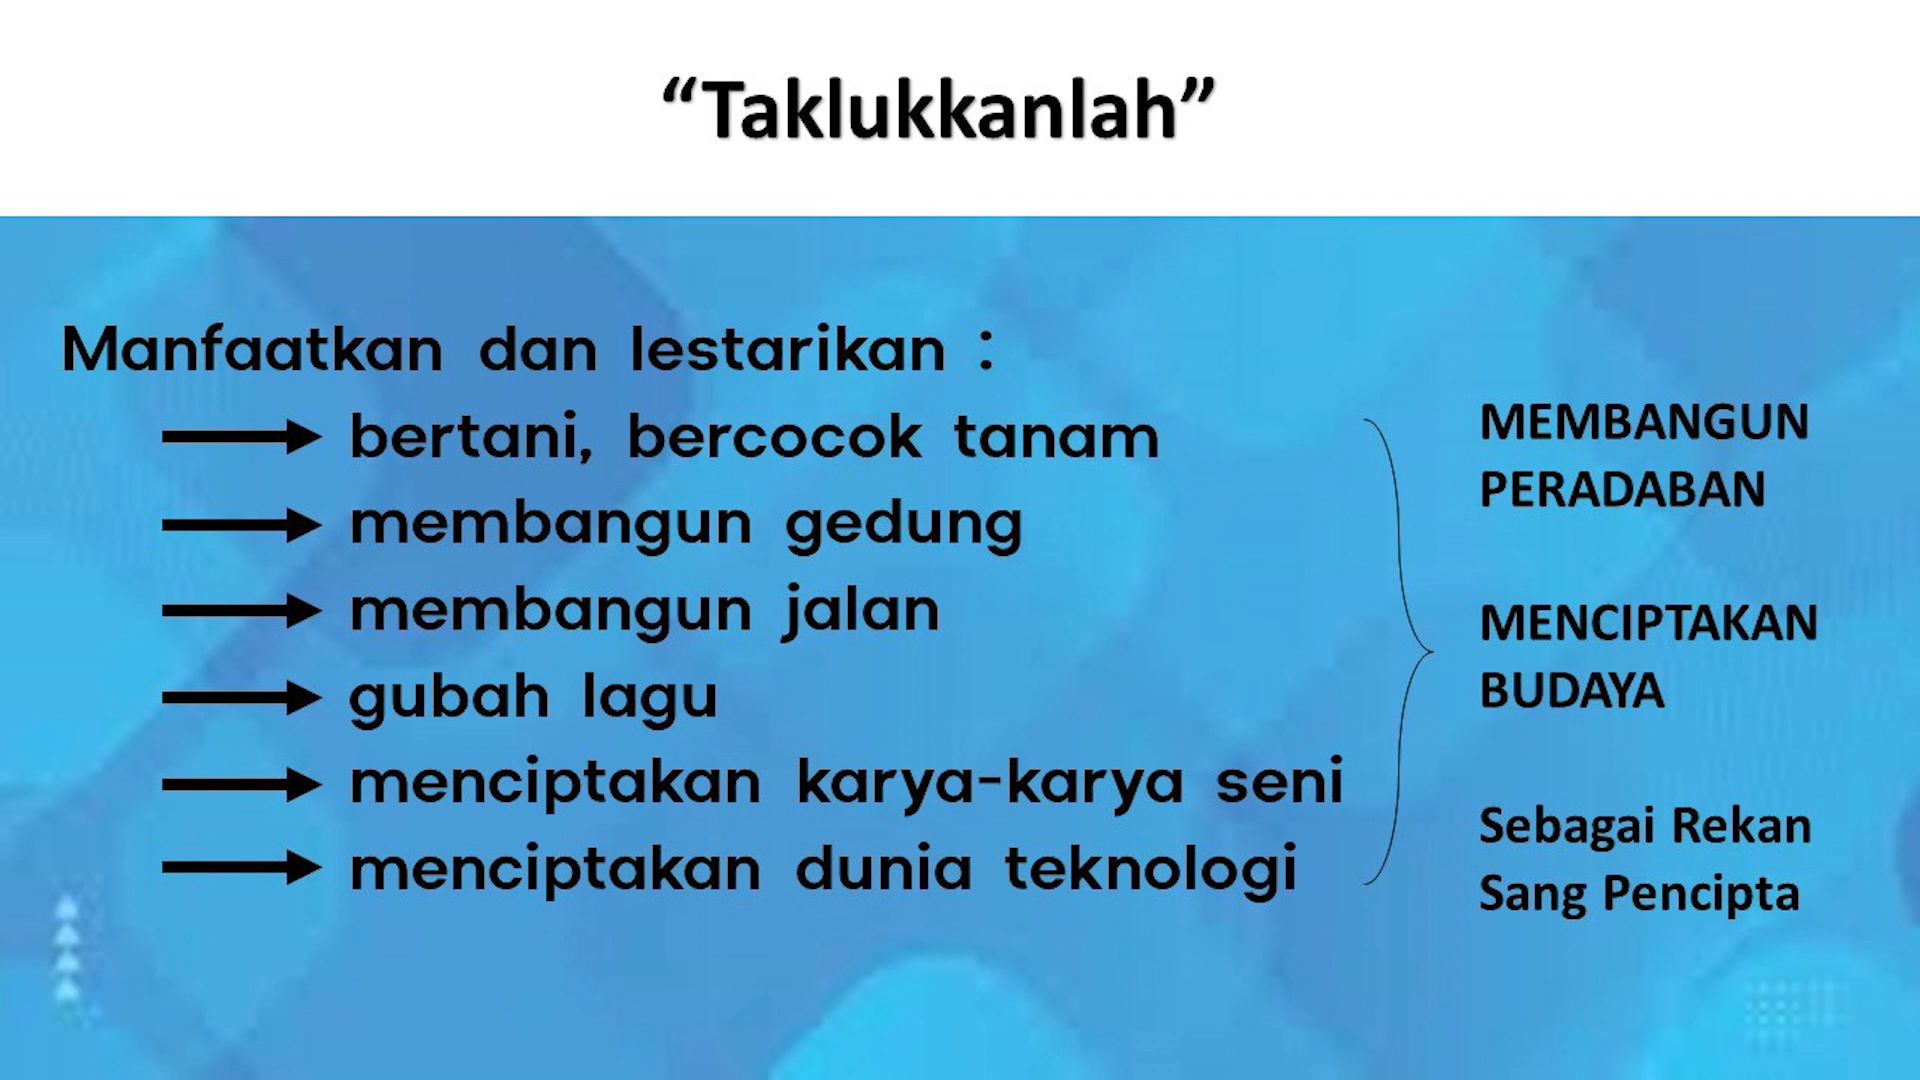 “Taklukkanlah”
Manfaatkan dan lestarikan :
bertani, bercocok tanam
membangun gedung
membangun jalan
gubah lagu
menciptakan karya-karya seni
menciptakan dunia teknologi
MEMBANGUN
PERADABAN
MENCIPTAKAN
BUDAYA
Sebagai Rekan
Sang Pencipta